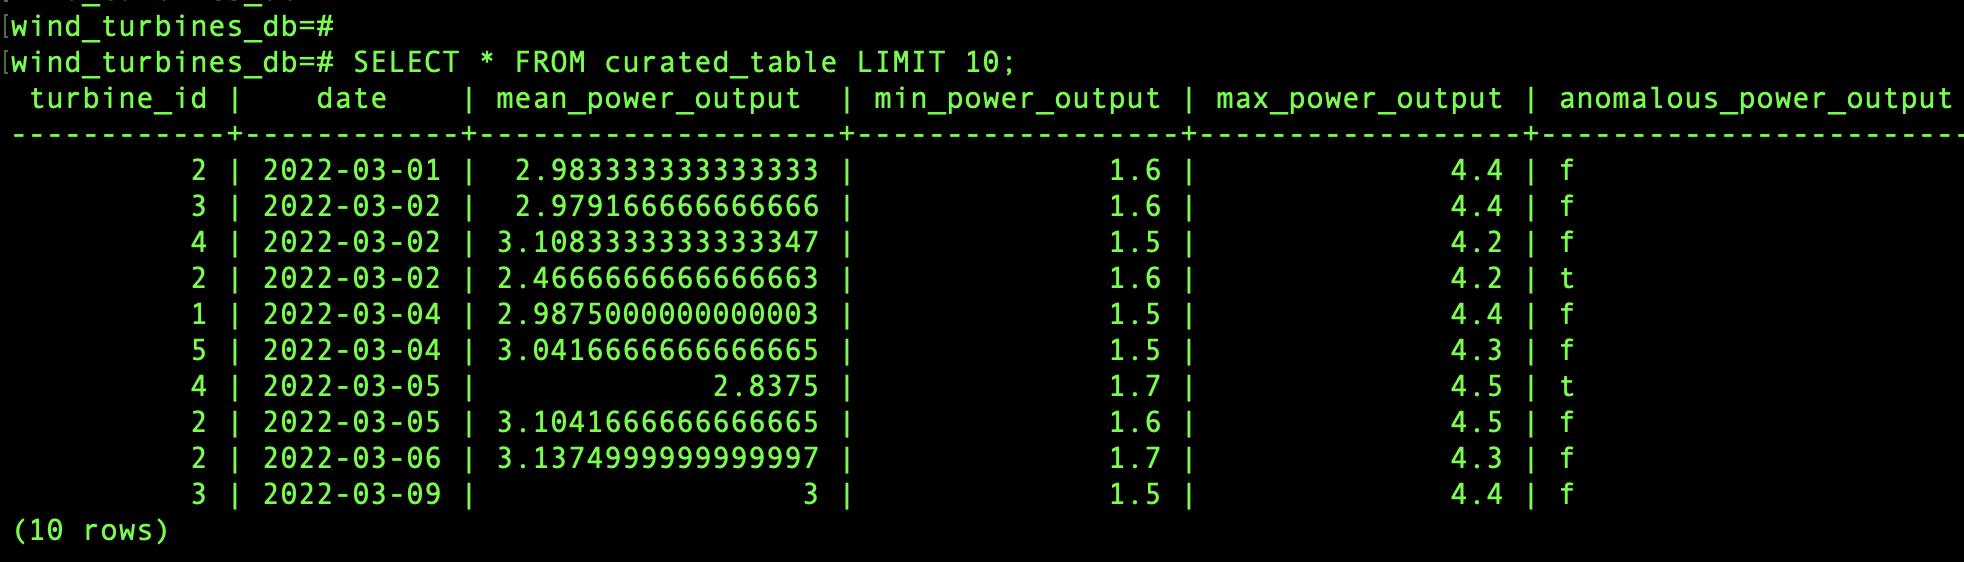 wind_turbines_db=#
wind_turbines_db=# SELECT * FROM curated_table LIMIT 10;
 turbine_id |    date    | mean_power_output  | min_power_output | max_power_output | anomalous_power_output
------------+------------+--------------------+------------------+------------------+------------------------
          2 | 2022-03-01 |  2.983333333333333 |              1.6 |              4.4 | f
          3 | 2022-03-02 |  2.979166666666666 |              1.6 |              4.4 | f
          4 | 2022-03-02 | 3.1083333333333347 |              1.5 |              4.2 | f
          2 | 2022-03-02 | 2.4666666666666663 |              1.6 |              4.2 | t
          1 | 2022-03-04 | 2.9875000000000003 |              1.5 |              4.4 | f
          5 | 2022-03-04 | 3.0416666666666665 |              1.5 |              4.3 | f
          4 | 2022-03-05 |             2.8375 |              1.7 |              4.5 | t
          2 | 2022-03-05 | 3.1041666666666665 |              1.6 |              4.5 | f
          2 | 2022-03-06 | 3.1374999999999997 |              1.7 |              4.3 | f
          3 | 2022-03-09 |                  3 |              1.5 |              4.4 | f
(10 rows)